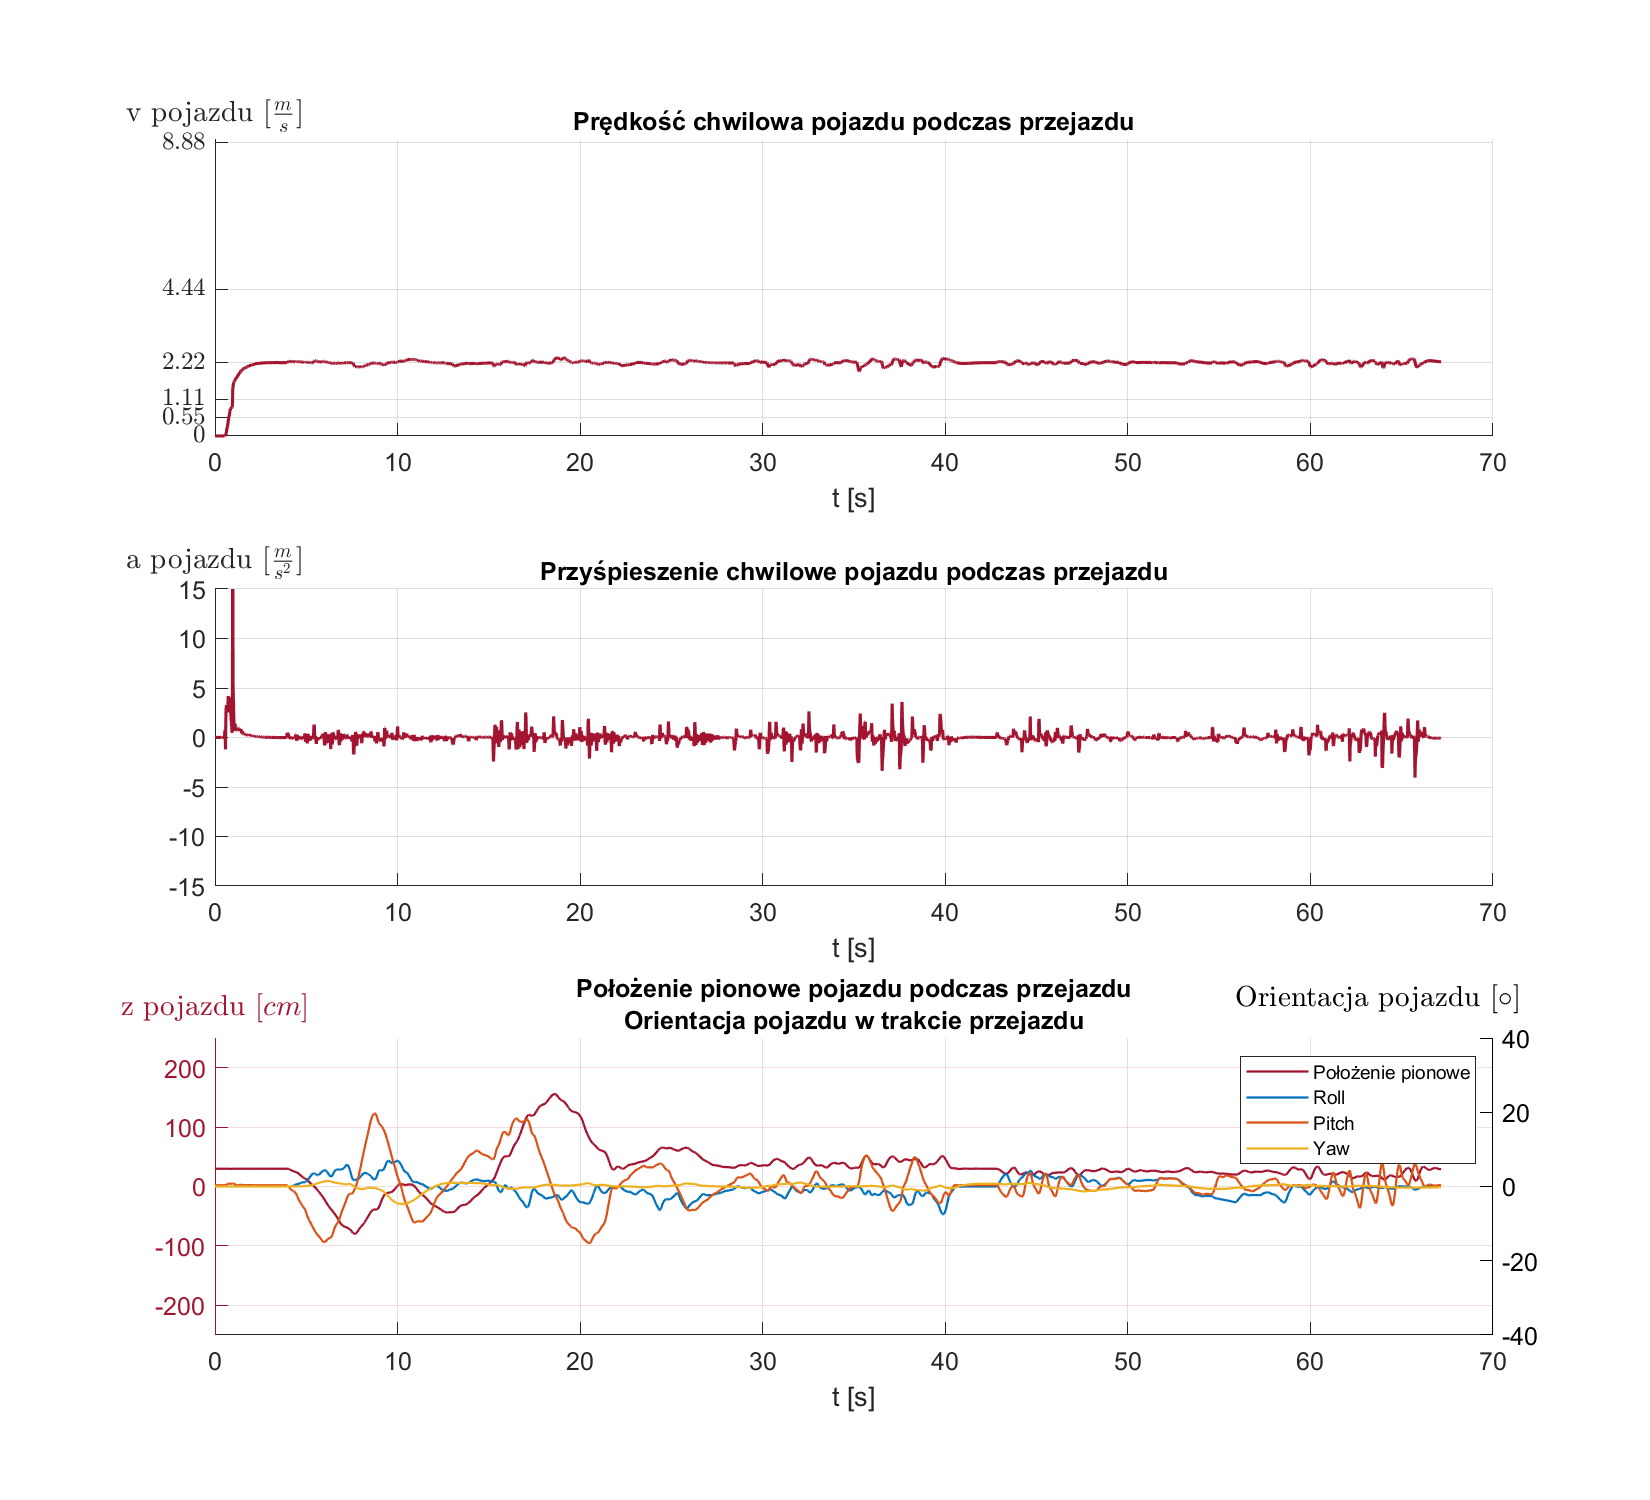 v pojazdu [m/s]
Prędkość chwilowa pojazdu podczas przejazdu
8.88
4.44
2.22
1.11
0.55
0
0 10 20 30 40 50 60 70
t [s]
a pojazdu [m/s²]
Przyśpieszenie chwilowe pojazdu podczas przejazdu
15
10
5
0
-5
-10
-15
0 10 20 30 40 50 60 70
t [s]
Położenie pionowe pojazdu podczas przejazdu
Orientacja pojazdu w trakcie przejazdu
z pojazdu [cm]
Orientacja pojazdu [∘]
200
100
0
-100
-200
40
20
0
-20
-40
Położenie pionowe
Roll
Pitch
Yaw
0 10 20 30 40 50 60 70
t [s]